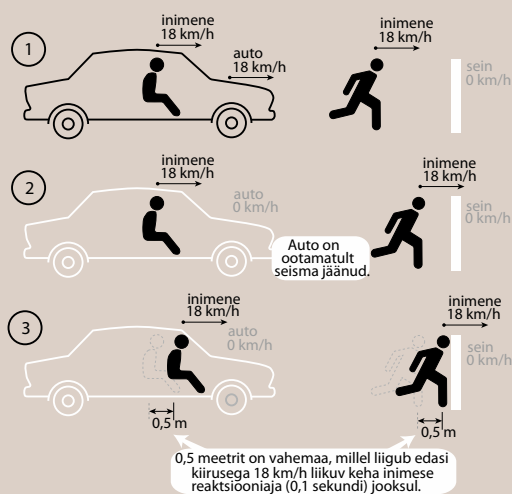 1
inimene
18 km/h
auto
18 km/h
inimene
18 km/h
sein
0 km/h
2
inimene
18 km/h
auto
0 km/h
inimene
18 km/h
sein
0 km/h
Auto on
ootamatult
seisma jäänud.
3
inimene
18 km/h
auto
0 km/h
inimene
18 km/h
sein
0 km/h
0,5 m
0,5 m
0,5 meetrit on vahemaa, millel liigub edasi
kiirusega 18 km/h liikuv keha inimese
reaktsiooniaja (0,1 sekundi) jooksul.